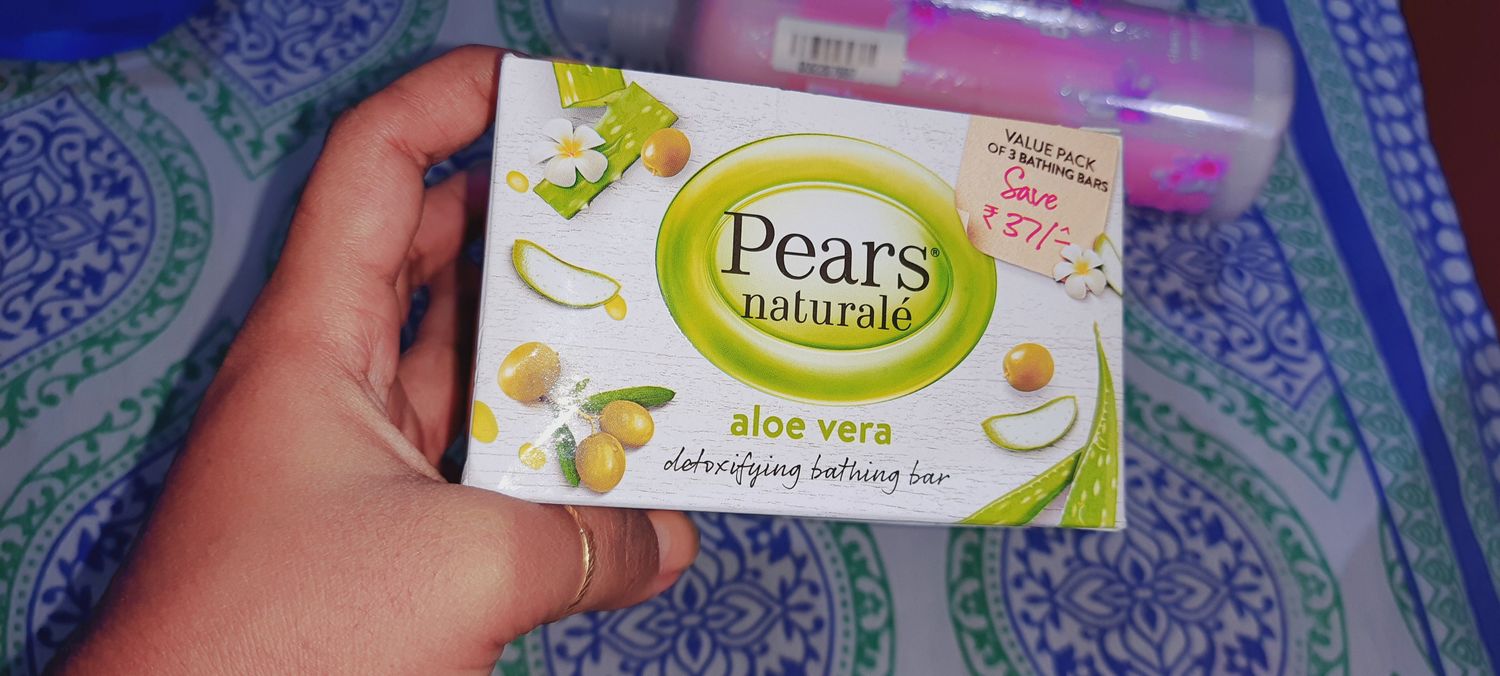 VALUE PACK
OF 3 BATHING BARS
Save
₹ 37/-
Pears®
naturalé
aloe vera
detoxifying bathing bar